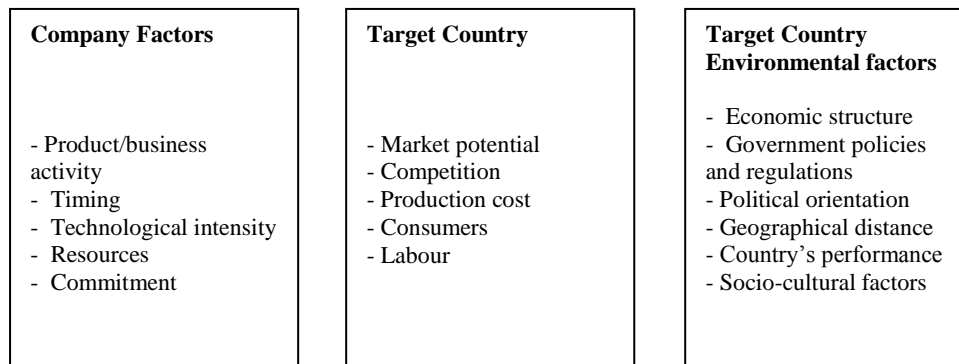 Company Factors
- Product/business
activity
- Timing
- Technological intensity
- Resources
- Commitment
Target Country
- Market potential
- Competition
- Production cost
- Consumers
- Labour
Target Country
Environmental factors
- Economic structure
- Government policies
and regulations
- Political orientation
- Geographical distance
- Country’s performance
- Socio-cultural factors